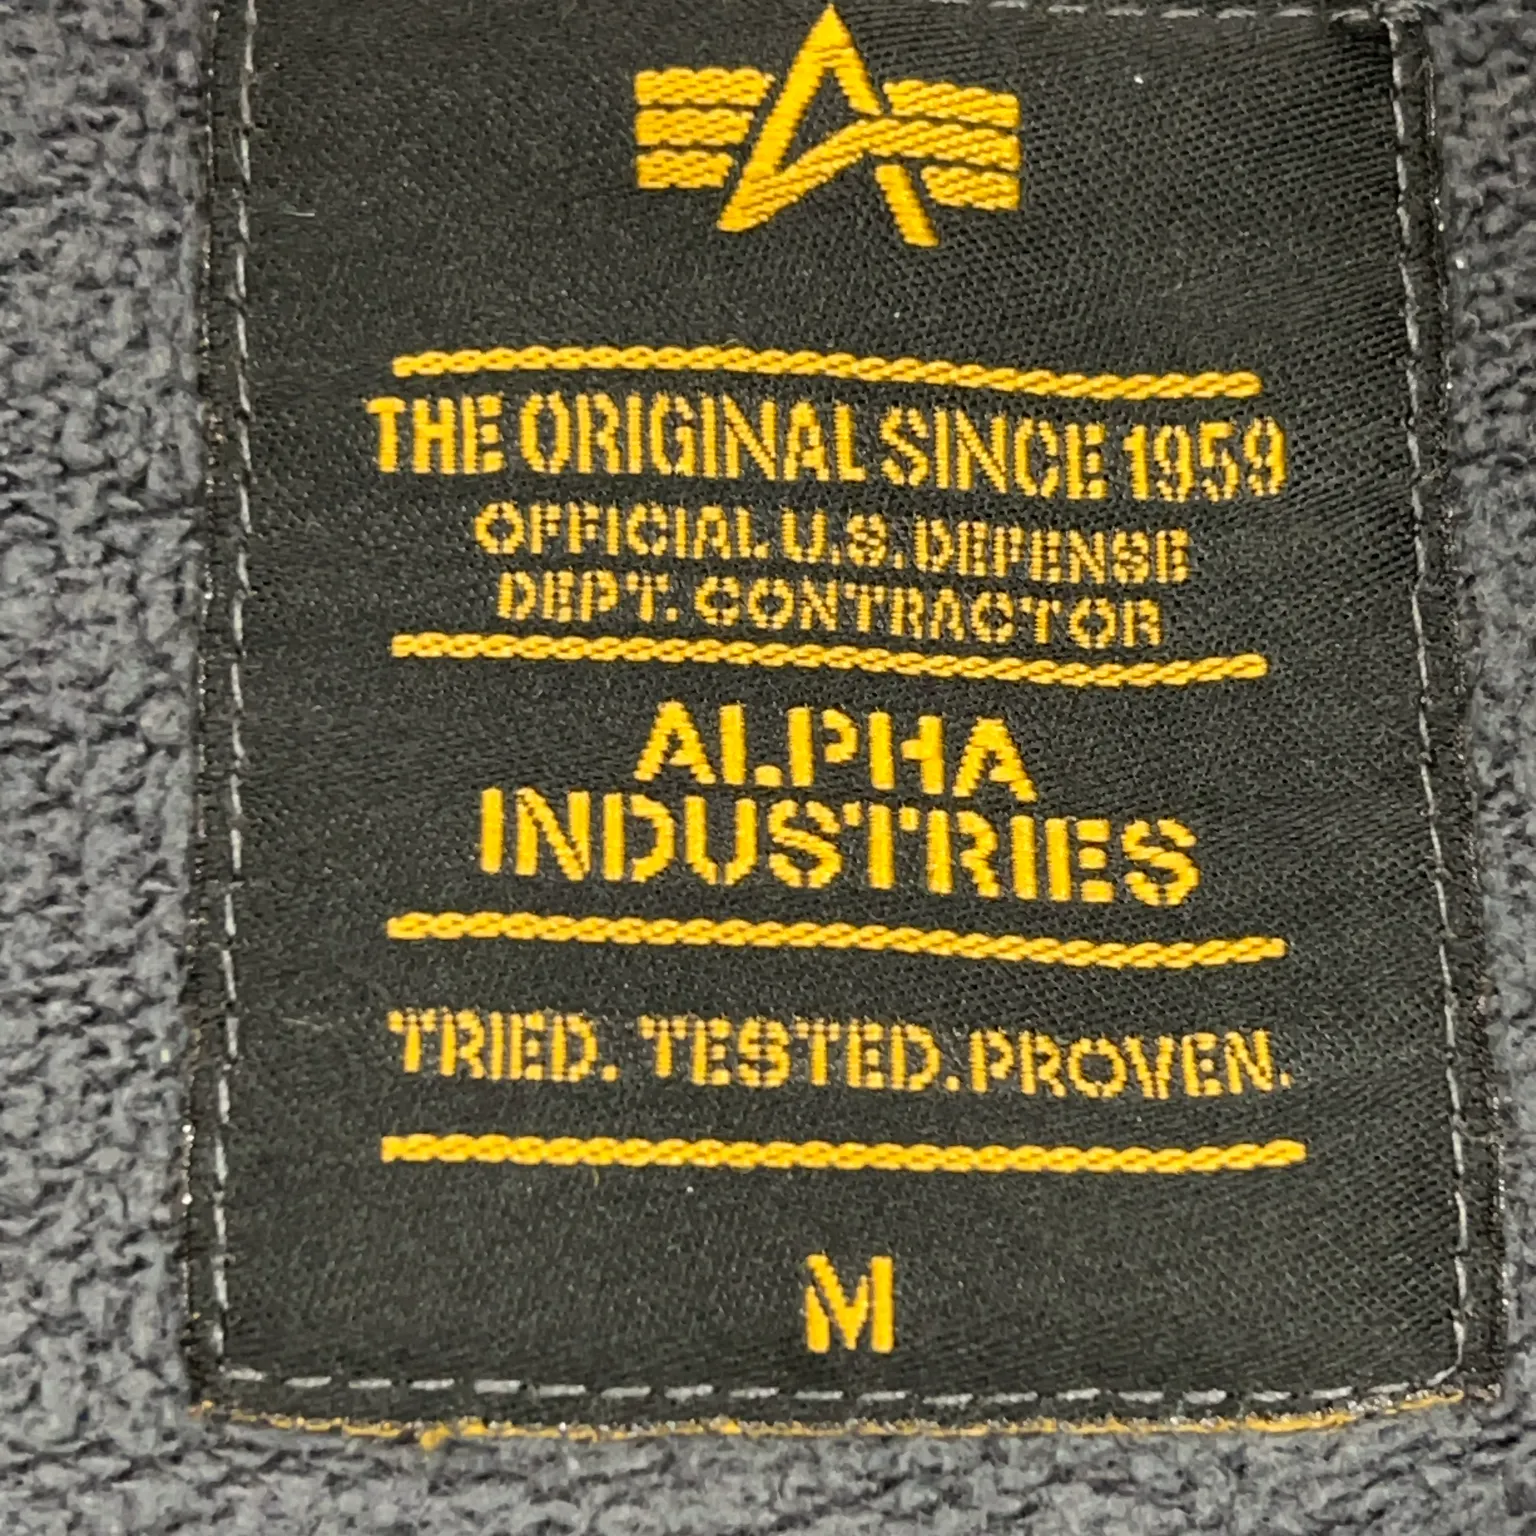 THE ORIGINAL SINCE 1959
OFFICIAL U.S. DEFENSE
DEPT. CONTRACTOR
ALPHA
INDUSTRIES
TRIED. TESTED. PROVEN.
M